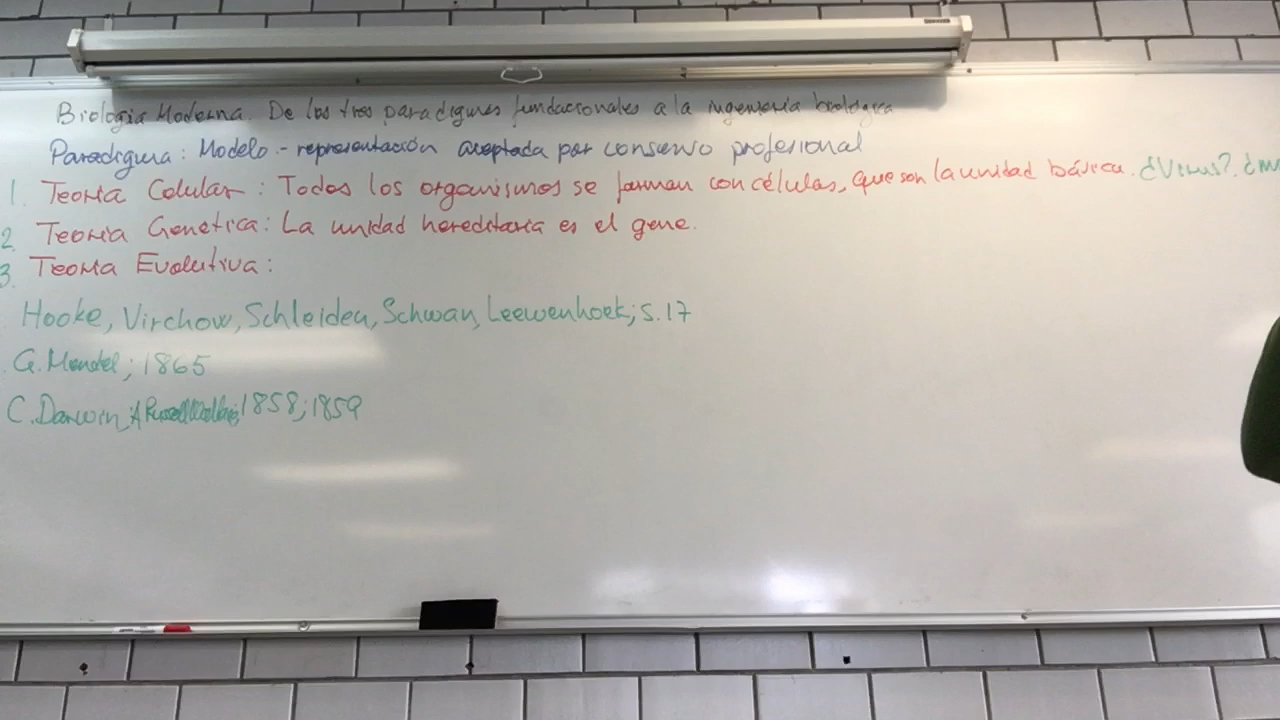 Biología Moderna. De los tres paradigmas fundacionales a la ingeniería biológica
Paradigma: Modelo - representación aceptada por consenso profesional
1. Teoría Celular: Todos los organismos se forman con células, que son la unidad básica. ¿Virus?
2. Teoría Genética: La unidad hereditaria es el gene.
3. Teoría Evolutiva:
Hooke, Virchow, Schleiden, Schwan, Leewenhoek; S.17
G. Mendel; 1865
C. Darwin; A Russell Wallace; 1858; 1859